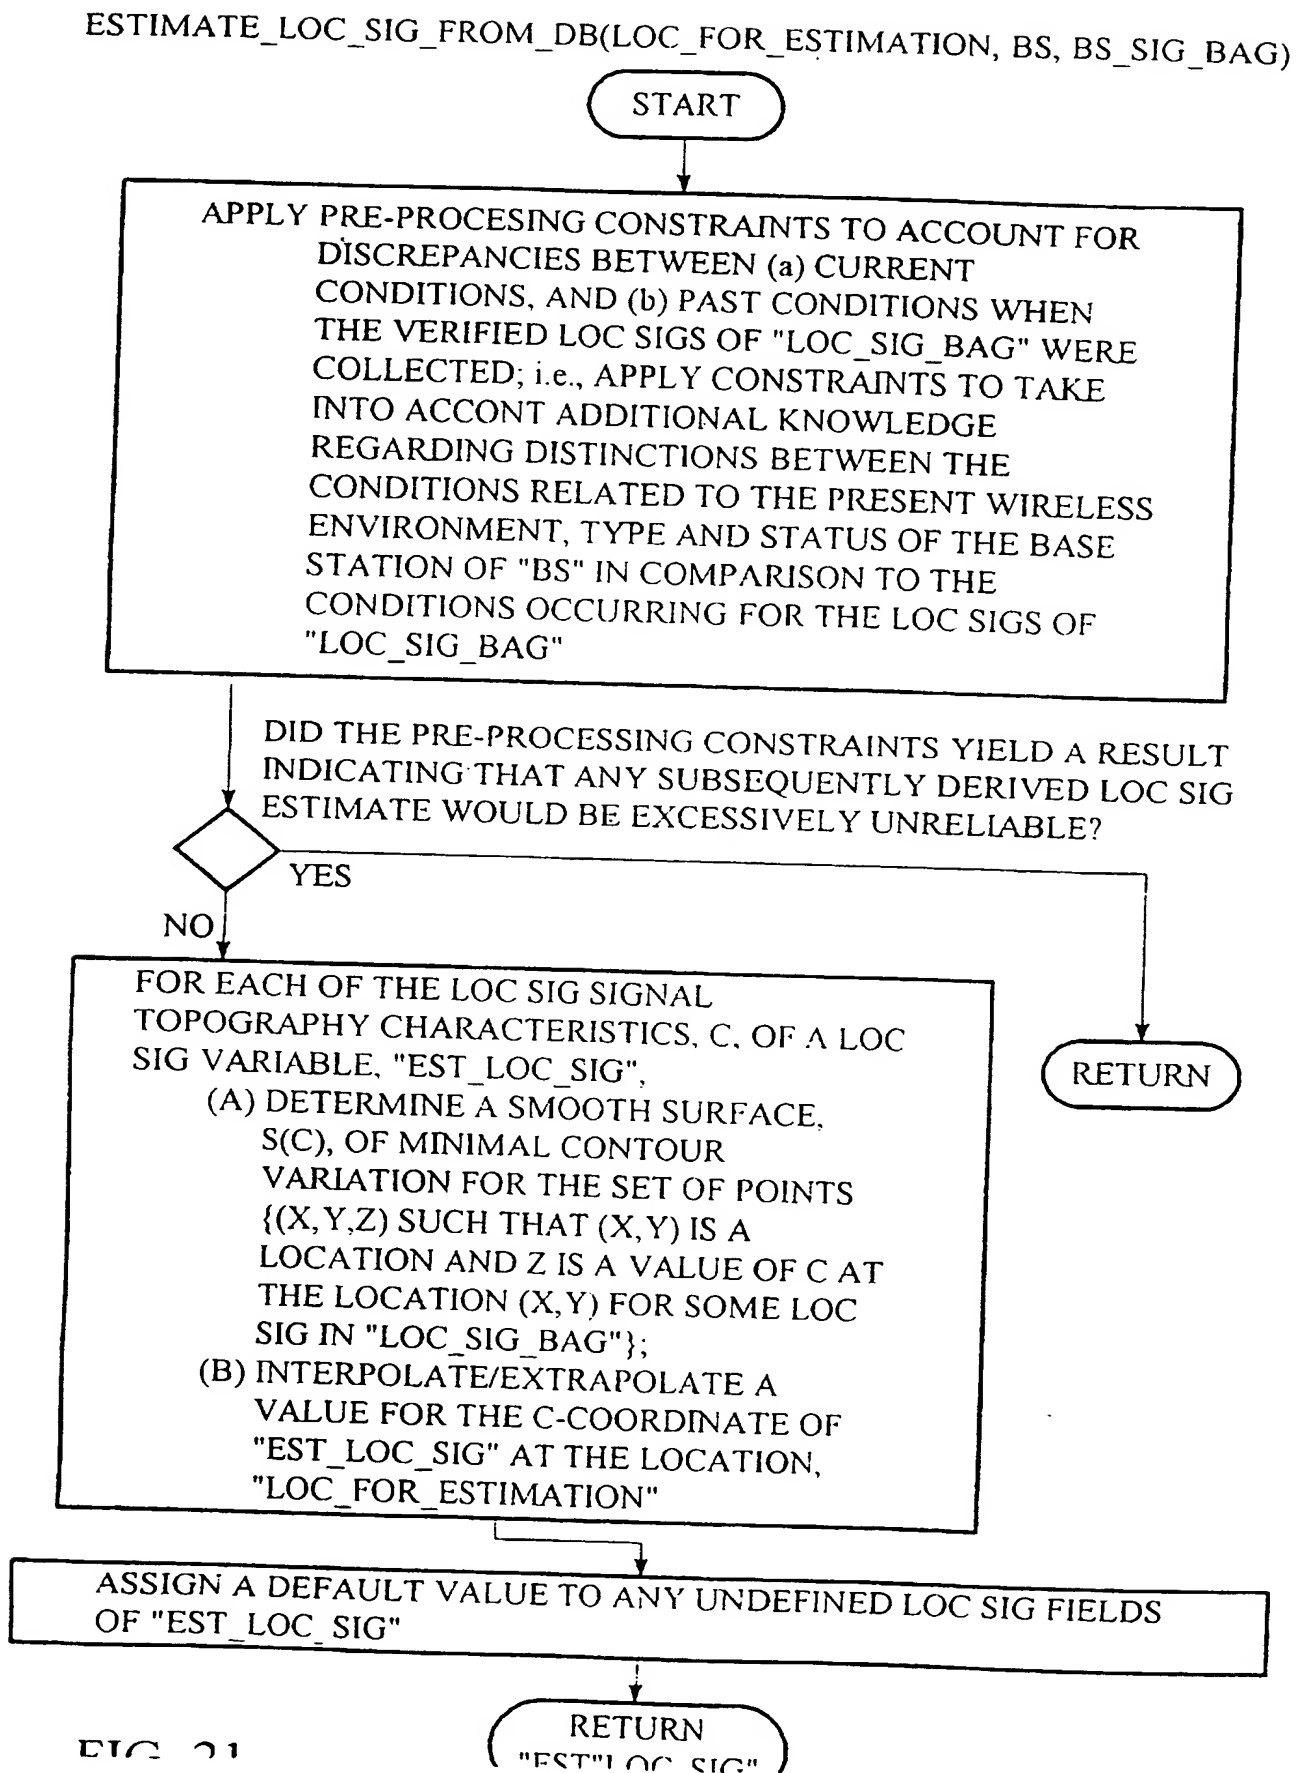 ESTIMATE_LOC_SIG_FROM_DB(LOC_FOR_ESTIMATION, BS, BS_SIG_BAG)
START
APPLY PRE-PROCESING CONSTRAINTS TO ACCOUNT FOR
DISCREPANCIES BETWEEN (a) CURRENT
CONDITIONS, AND (b) PAST CONDITIONS WHEN
THE VERIFIED LOC SIGS OF "LOC_SIG_BAG" WERE
COLLECTED; i.e., APPLY CONSTRAINTS TO TAKE
INTO ACCONT ADDITIONAL KNOWLEDGE
REGARDING DISTINCTIONS BETWEEN THE
CONDITIONS RELATED TO THE PRESENT WIRELESS
ENVIRONMENT, TYPE AND STATUS OF THE BASE
STATION OF "BS" IN COMPARISON TO THE
CONDITIONS OCCURRING FOR THE LOC SIGS OF
"LOC_SIG_BAG"
DID THE PRE-PROCESSING CONSTRAINTS YIELD A RESULT
INDICATING THAT ANY SUBSEQUENTLY DERIVED LOC SIG
ESTIMATE WOULD BE EXCESSIVELY UNRELIABLE?
YES
NO
FOR EACH OF THE LOC SIG SIGNAL
TOPOGRAPHY CHARACTERISTICS, C, OF A LOC
SIG VARIABLE, "EST_LOC_SIG",
(A) DETERMINE A SMOOTH SURFACE,
S(C), OF MINIMAL CONTOUR
VARIATION FOR THE SET OF POINTS
{(X,Y,Z) SUCH THAT (X,Y) IS A
LOCATION AND Z IS A VALUE OF C AT
THE LOCATION (X,Y) FOR SOME LOC
SIG IN "LOC_SIG_BAG"};
(B) INTERPOLATE/EXTRAPOLATE A
VALUE FOR THE C-COORDINATE OF
"EST_LOC_SIG" AT THE LOCATION,
"LOC_FOR_ESTIMATION"
RETURN
ASSIGN A DEFAULT VALUE TO ANY UNDEFINED LOC SIG FIELDS
OF "EST_LOC_SIG"
RETURN
"EST"LOC_SIG"
FIG. 21